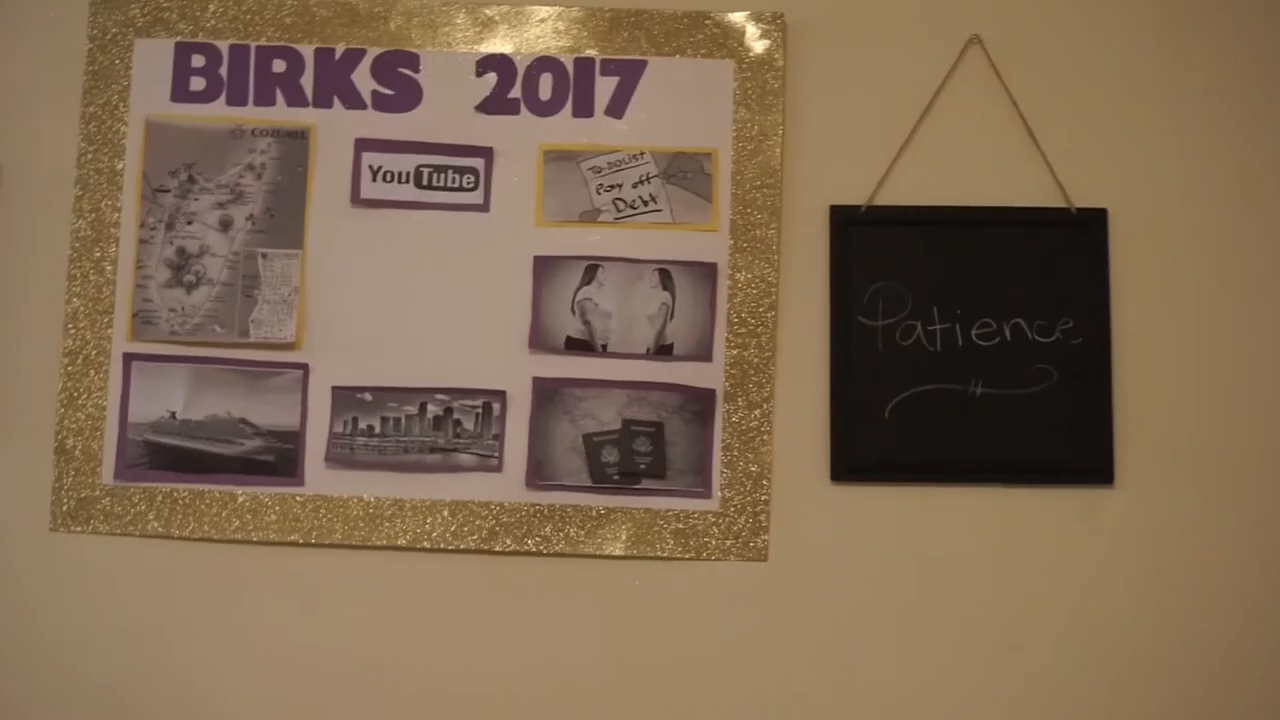 BIRKS 2017
COZUMEL
YouTube
TO-DO LIST
Pay off
Debt
Patience